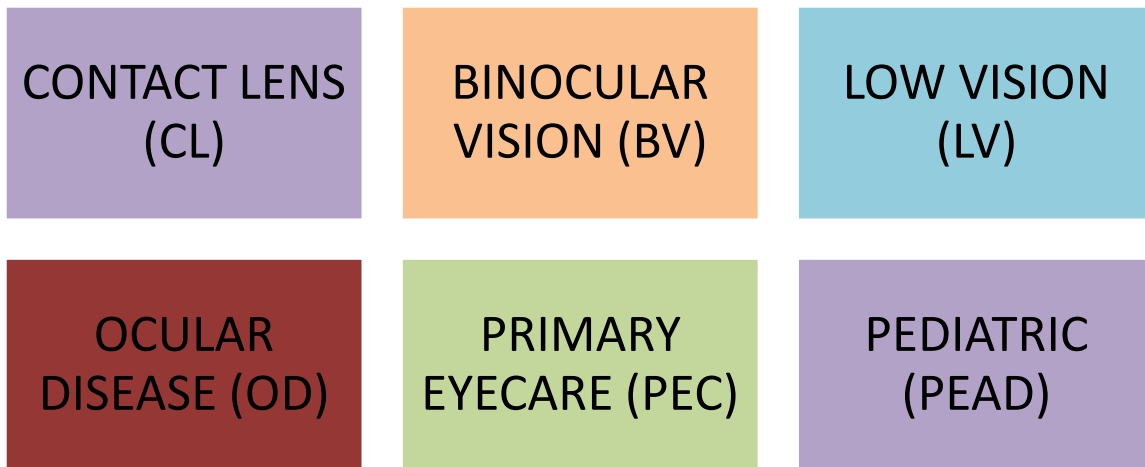 CONTACT LENS
(CL)
BINOCULAR
VISION (BV)
LOW VISION
(LV)
OCULAR
DISEASE (OD)
PRIMARY
EYECARE (PEC)
PEDIATRIC
(PEAD)